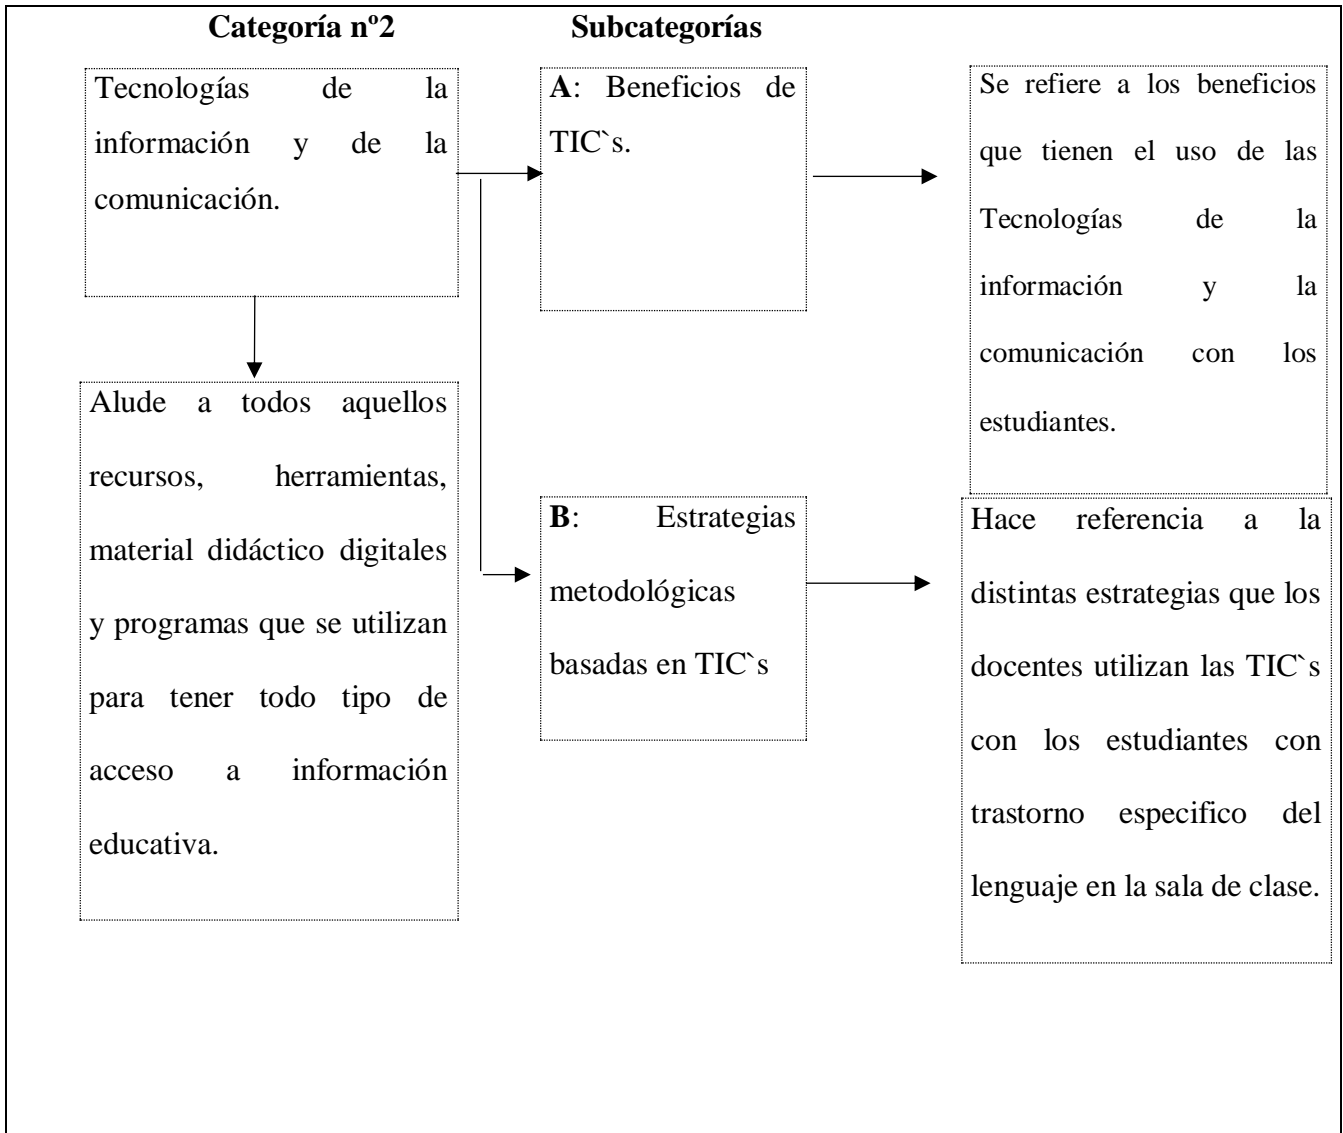 Categoría nº2
Subcategorías
Tecnologías de la
información y de la
comunicación.
A: Beneficios de
TIC`s.
Se refiere a los beneficios
que tienen el uso de las
Tecnologías de la
información y la
comunicación con los
estudiantes.
Alude a todos aquellos
recursos, herramientas,
material didáctico digitales
y programas que se utilizan
para tener todo tipo de
acceso a información
educativa.
B: Estrategias
metodológicas
basadas en TIC`s
Hace referencia a la
distintas estrategias que los
docentes utilizan las TIC`s
con los estudiantes con
trastorno especifico del
lenguaje en la sala de clase.